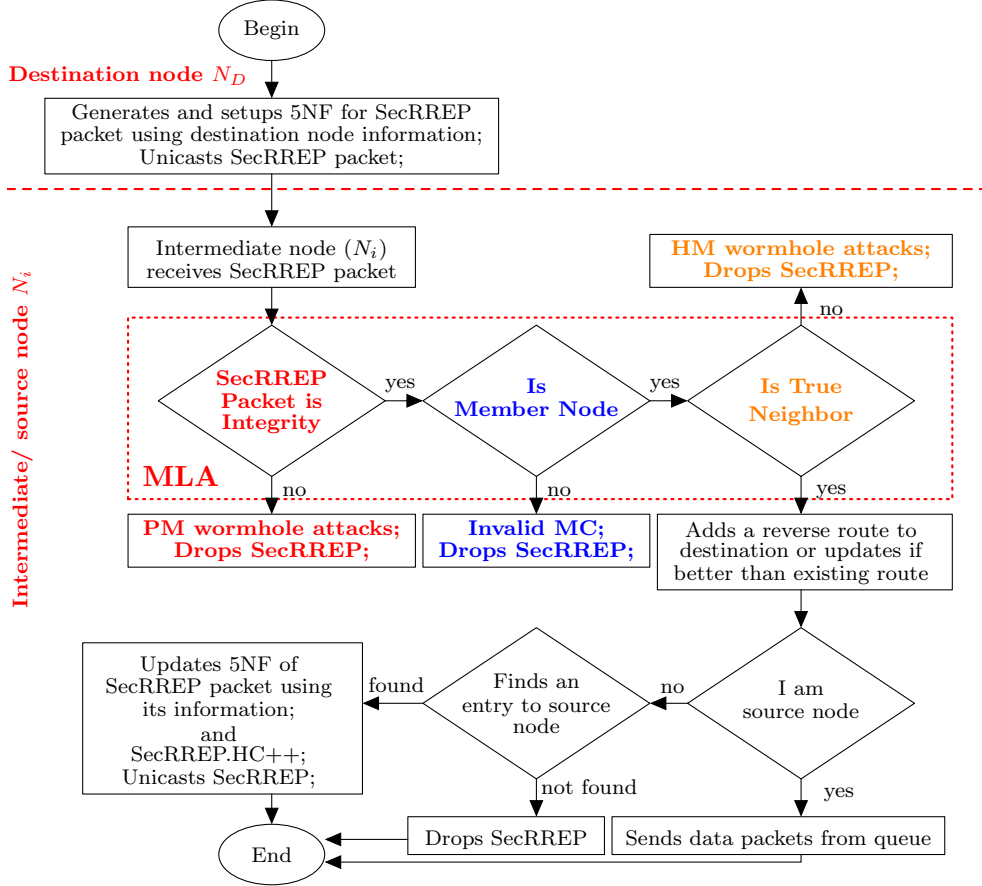 Begin
Destination node N_D
Generates and setups 5NF for SecRREP
packet using destination node information;
Unicasts SecRREP packet;
Intermediate/ source node N_i
Intermediate node (N_i)
receives SecRREP packet
HM wormhole attacks;
Drops SecRREP;
no
SecRREP
Packet is
Integrity
yes
Is
Member Node
yes
Is True
Neighbor
MLA
no
no
yes
PM wormhole attacks;
Drops SecRREP;
Invalid MC;
Drops SecRREP;
Adds a reverse route to
destination or updates if
better than existing route
I am
source node
no
Finds an
entry to source
node
found
Updates 5NF of
SecRREP packet using
its information;
and
SecRREP.HC++;
Unicasts SecRREP;
not found
yes
Drops SecRREP
Sends data packets from queue
End